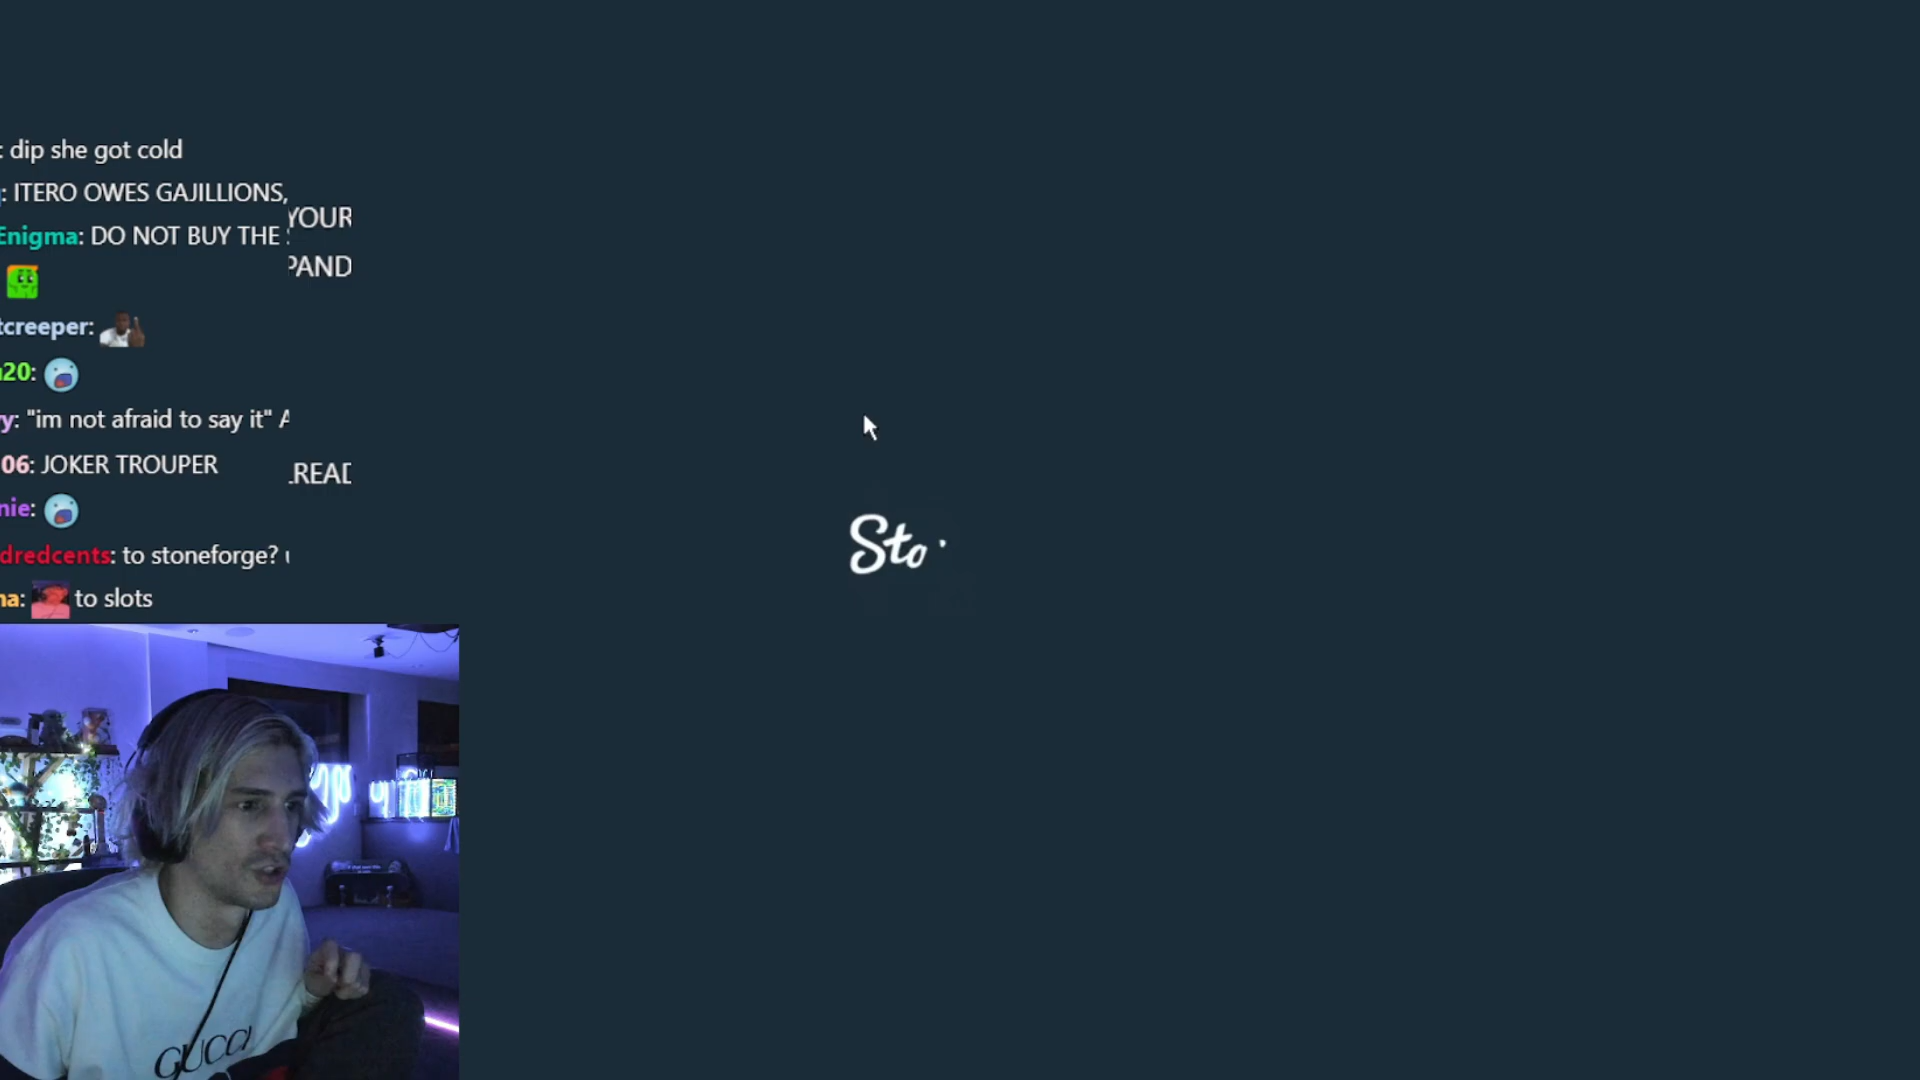 : dip she got cold
: ITERO OWES GAJILLIONS,
YOUR
Enigma: DO NOT BUY THE
PAND
tcreeper:
20:
y: "im not afraid to say it" A
06: JOKER TROUPER
READ
nie:
dredcents: to stoneforge? u
na: to slots
Sto
GUCCI